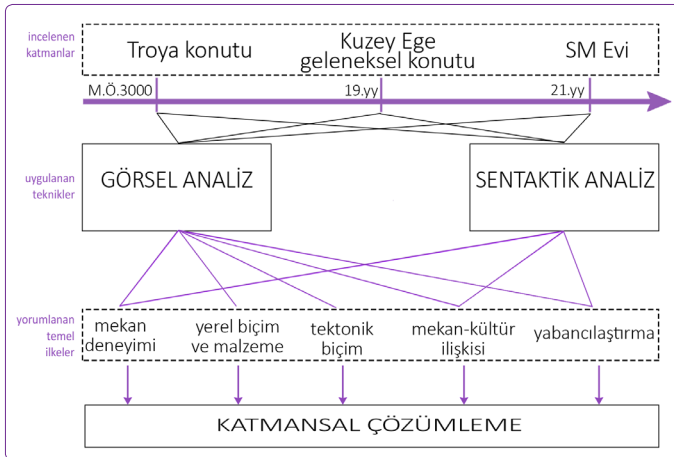 incelenen
katmanlar
Troya konutu
Kuzey Ege
geleneksel konutu
SM Evi
M.Ö.3000
19.yy
21.yy
uygulanan
teknikler
GÖRSEL ANALİZ
SENTAKTİK ANALİZ
yorumlanan
temel
ilkeler
mekan
deneyimi
yerel biçim
ve malzeme
tektonik
biçim
mekan-kültür
ilişkisi
yabancılaştırma
KATMANSAL ÇÖZÜMLEME